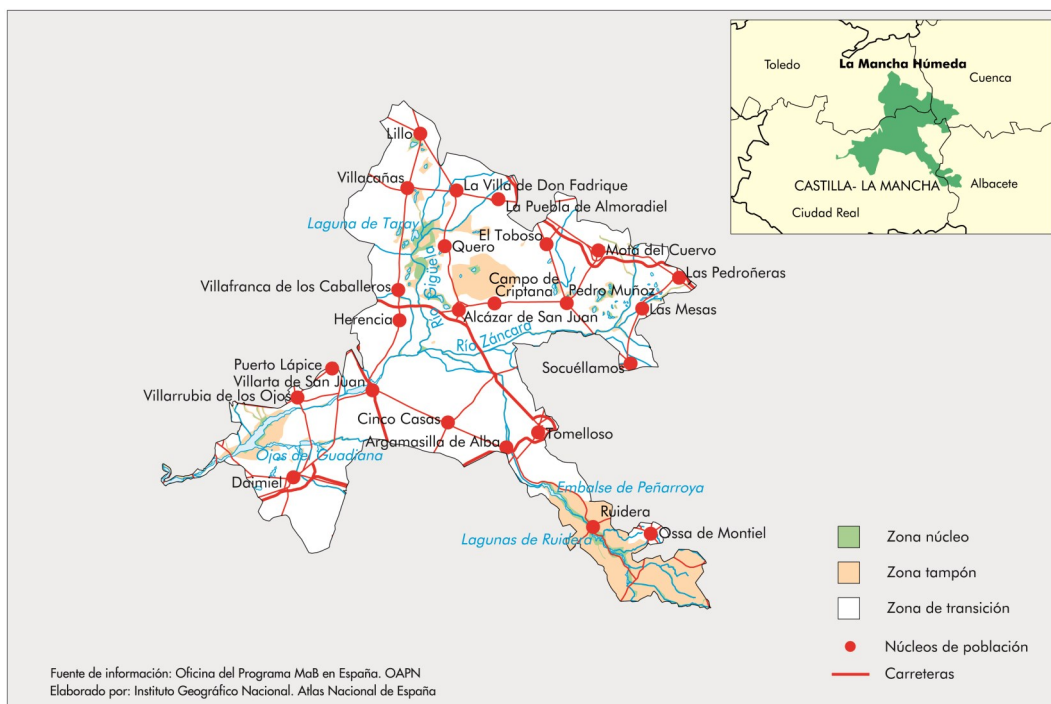 Toledo
La Mancha Húmeda
Cuenca
CASTILLA- LA MANCHA
Albacete
Ciudad Real
Lillo
Villacañas
La Villa de Don Fadrique
La Puebla de Almoradiel
Laguna de Taray
El Toboso
Quero
Mota del Cuervo
Río Gigüela
Las Pedroñeras
Campo de
Criptana
Villafranca de los Caballeros
Pedro Muñoz
Alcázar de San Juan
Las Mesas
Herencia
Río Záncara
Puerto Lápice
Socuéllamos
Villarta de San Juan
Villarrubia de los Ojos
Cinco Casas
Tomelloso
Argamasilla de Alba
Ojos del Guadiana
Daimiel
Embalse de Peñarroya
Ruidera
Lagunas de Ruidera
Ossa de Montiel
Zona núcleo
Zona tampón
Zona de transición
Núcleos de población
Carreteras
Fuente de información: Oficina del Programa MaB en España. OAPN
Elaborado por: Instituto Geográfico Nacional. Atlas Nacional de España